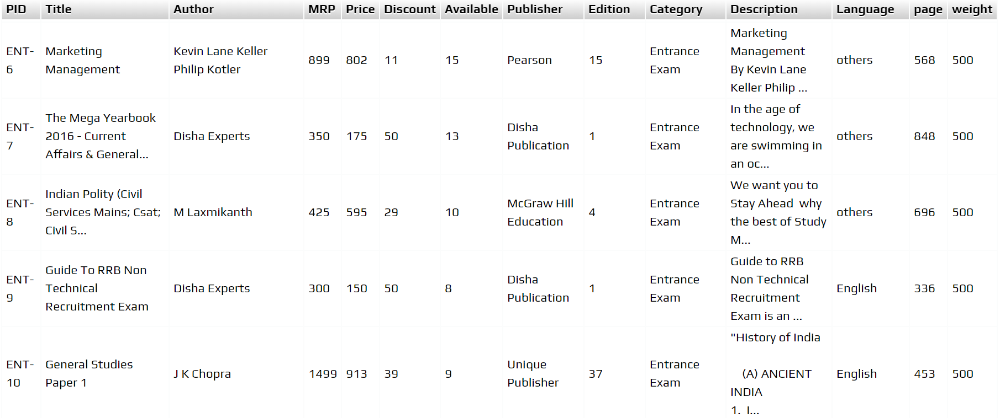 PID Title Author MRP Price Discount Available Publisher Edition Category Description Language page weight
ENT-
6
Marketing
Management
Kevin Lane Keller
Philip Kotler
899
802
11
15
Pearson
15
Entrance
Exam
Marketing
Management
By Kevin Lane
Keller Philip ...
others
568
500
ENT-
7
The Mega Yearbook
2016 - Current
Affairs & General...
Disha Experts
350
175
50
13
Disha
Publication
1
Entrance
Exam
In the age of
technology, we
are swimming in
an oc...
others
848
500
ENT-
8
Indian Polity (Civil
Services Mains; Csat;
Civil S...
M Laxmikanth
425
595
29
10
McGraw Hill
Education
4
Entrance
Exam
We want you to
Stay Ahead  why
the best of Study
M...
others
696
500
ENT-
9
Guide To RRB Non
Technical
Recruitment Exam
Disha Experts
300
150
50
8
Disha
Publication
1
Entrance
Exam
Guide to RRB
Non Technical
Recruitment
Exam is an ...
English
336
500
ENT-
10
General Studies
Paper 1
J K Chopra
1499
913
39
9
Unique
Publisher
37
Entrance
Exam
"History of India
(A) ANCIENT
INDIA
1.  I...
English
453
500